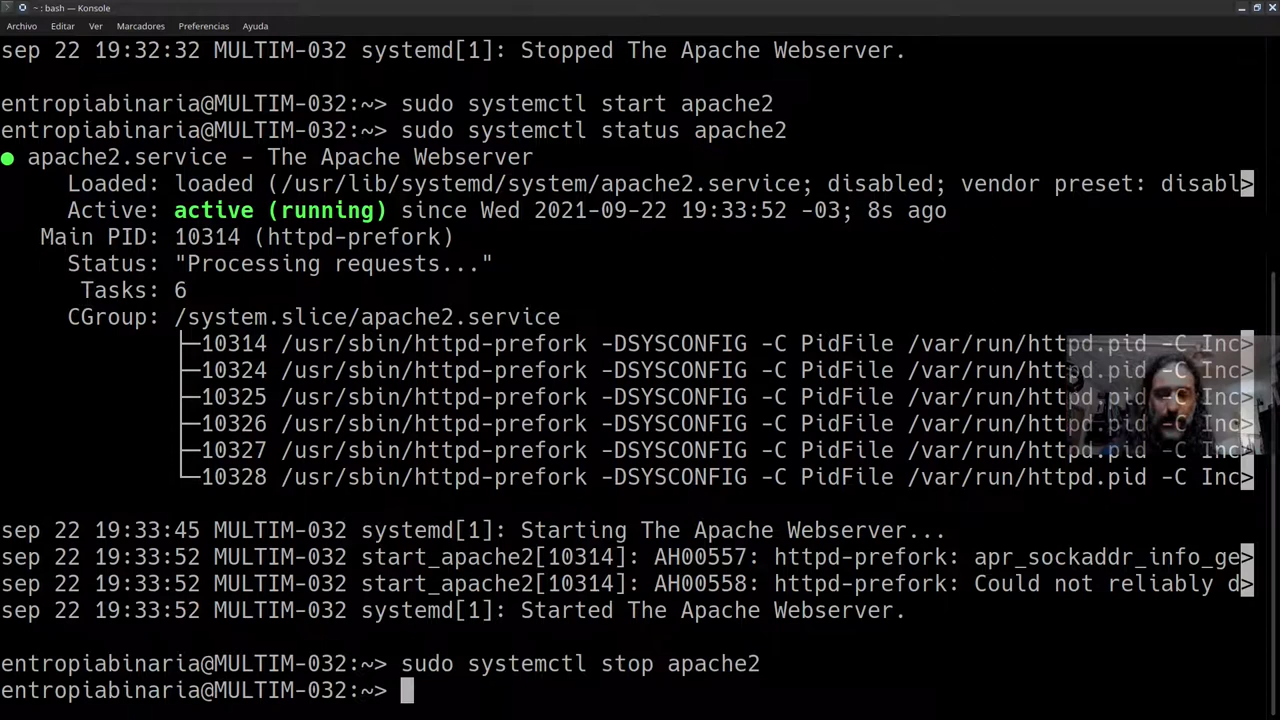 ~ : bash — Konsole
Archivo Editar Ver Marcadores Preferencias Ayuda
sep 22 19:32:32 MULTIM-032 systemd[1]: Stopped The Apache Webserver.
entropiabinaria@MULTIM-032:~> sudo systemctl start apache2
entropiabinaria@MULTIM-032:~> sudo systemctl status apache2
● apache2.service - The Apache Webserver
Loaded: loaded (/usr/lib/systemd/system/apache2.service; disabled; vendor preset: disabl>
Active: active (running) since Wed 2021-09-22 19:33:52 -03; 8s ago
Main PID: 10314 (httpd-prefork)
Status: "Processing requests..."
Tasks: 6
CGroup: /system.slice/apache2.service
├─10314 /usr/sbin/httpd-prefork -DSYSCONFIG -C PidFile /var/run/httpd.pid -C Inc>
├─10324 /usr/sbin/httpd-prefork -DSYSCONFIG -C PidFile /var/run/httpd.pid -C Inc>
├─10325 /usr/sbin/httpd-prefork -DSYSCONFIG -C PidFile /var/run/httpd.pid -C Inc>
├─10326 /usr/sbin/httpd-prefork -DSYSCONFIG -C PidFile /var/run/httpd.pid -C Inc>
├─10327 /usr/sbin/httpd-prefork -DSYSCONFIG -C PidFile /var/run/httpd.pid -C Inc>
└─10328 /usr/sbin/httpd-prefork -DSYSCONFIG -C PidFile /var/run/httpd.pid -C Inc>
sep 22 19:33:45 MULTIM-032 systemd[1]: Starting The Apache Webserver...
sep 22 19:33:52 MULTIM-032 start_apache2[10314]: AH00557: httpd-prefork: apr_sockaddr_info_ge>
sep 22 19:33:52 MULTIM-032 start_apache2[10314]: AH00558: httpd-prefork: Could not reliably d>
sep 22 19:33:52 MULTIM-032 systemd[1]: Started The Apache Webserver.
entropiabinaria@MULTIM-032:~> sudo systemctl stop apache2
entropiabinaria@MULTIM-032:~>